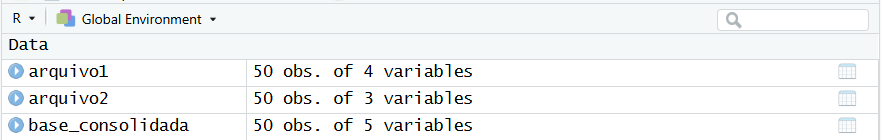 R Global Environment
Data
arquivo1 50 obs. of 4 variables
arquivo2 50 obs. of 3 variables
base_consolidada 50 obs. of 5 variables